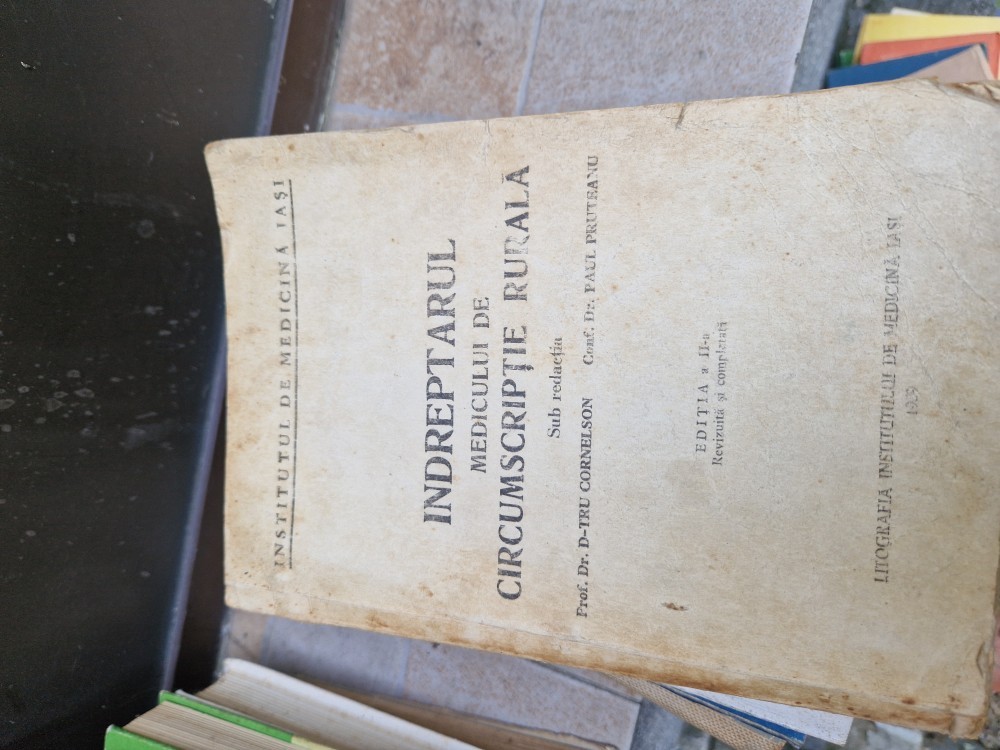 INSTITUTUL DE MEDICINĂ IAȘI
INDREPTARUL
MEDICULUI DE
CIRCUMSCRIPȚIE RURALĂ
Sub redacția
Prof. Dr. D-TRU CORNELSON Conf. Dr. PAUL PRUTEANU
EDITIA a II-a
Revizuită și completată
LITOGRAFIA INSTITUTULUI DE MEDICINĂ IAȘI